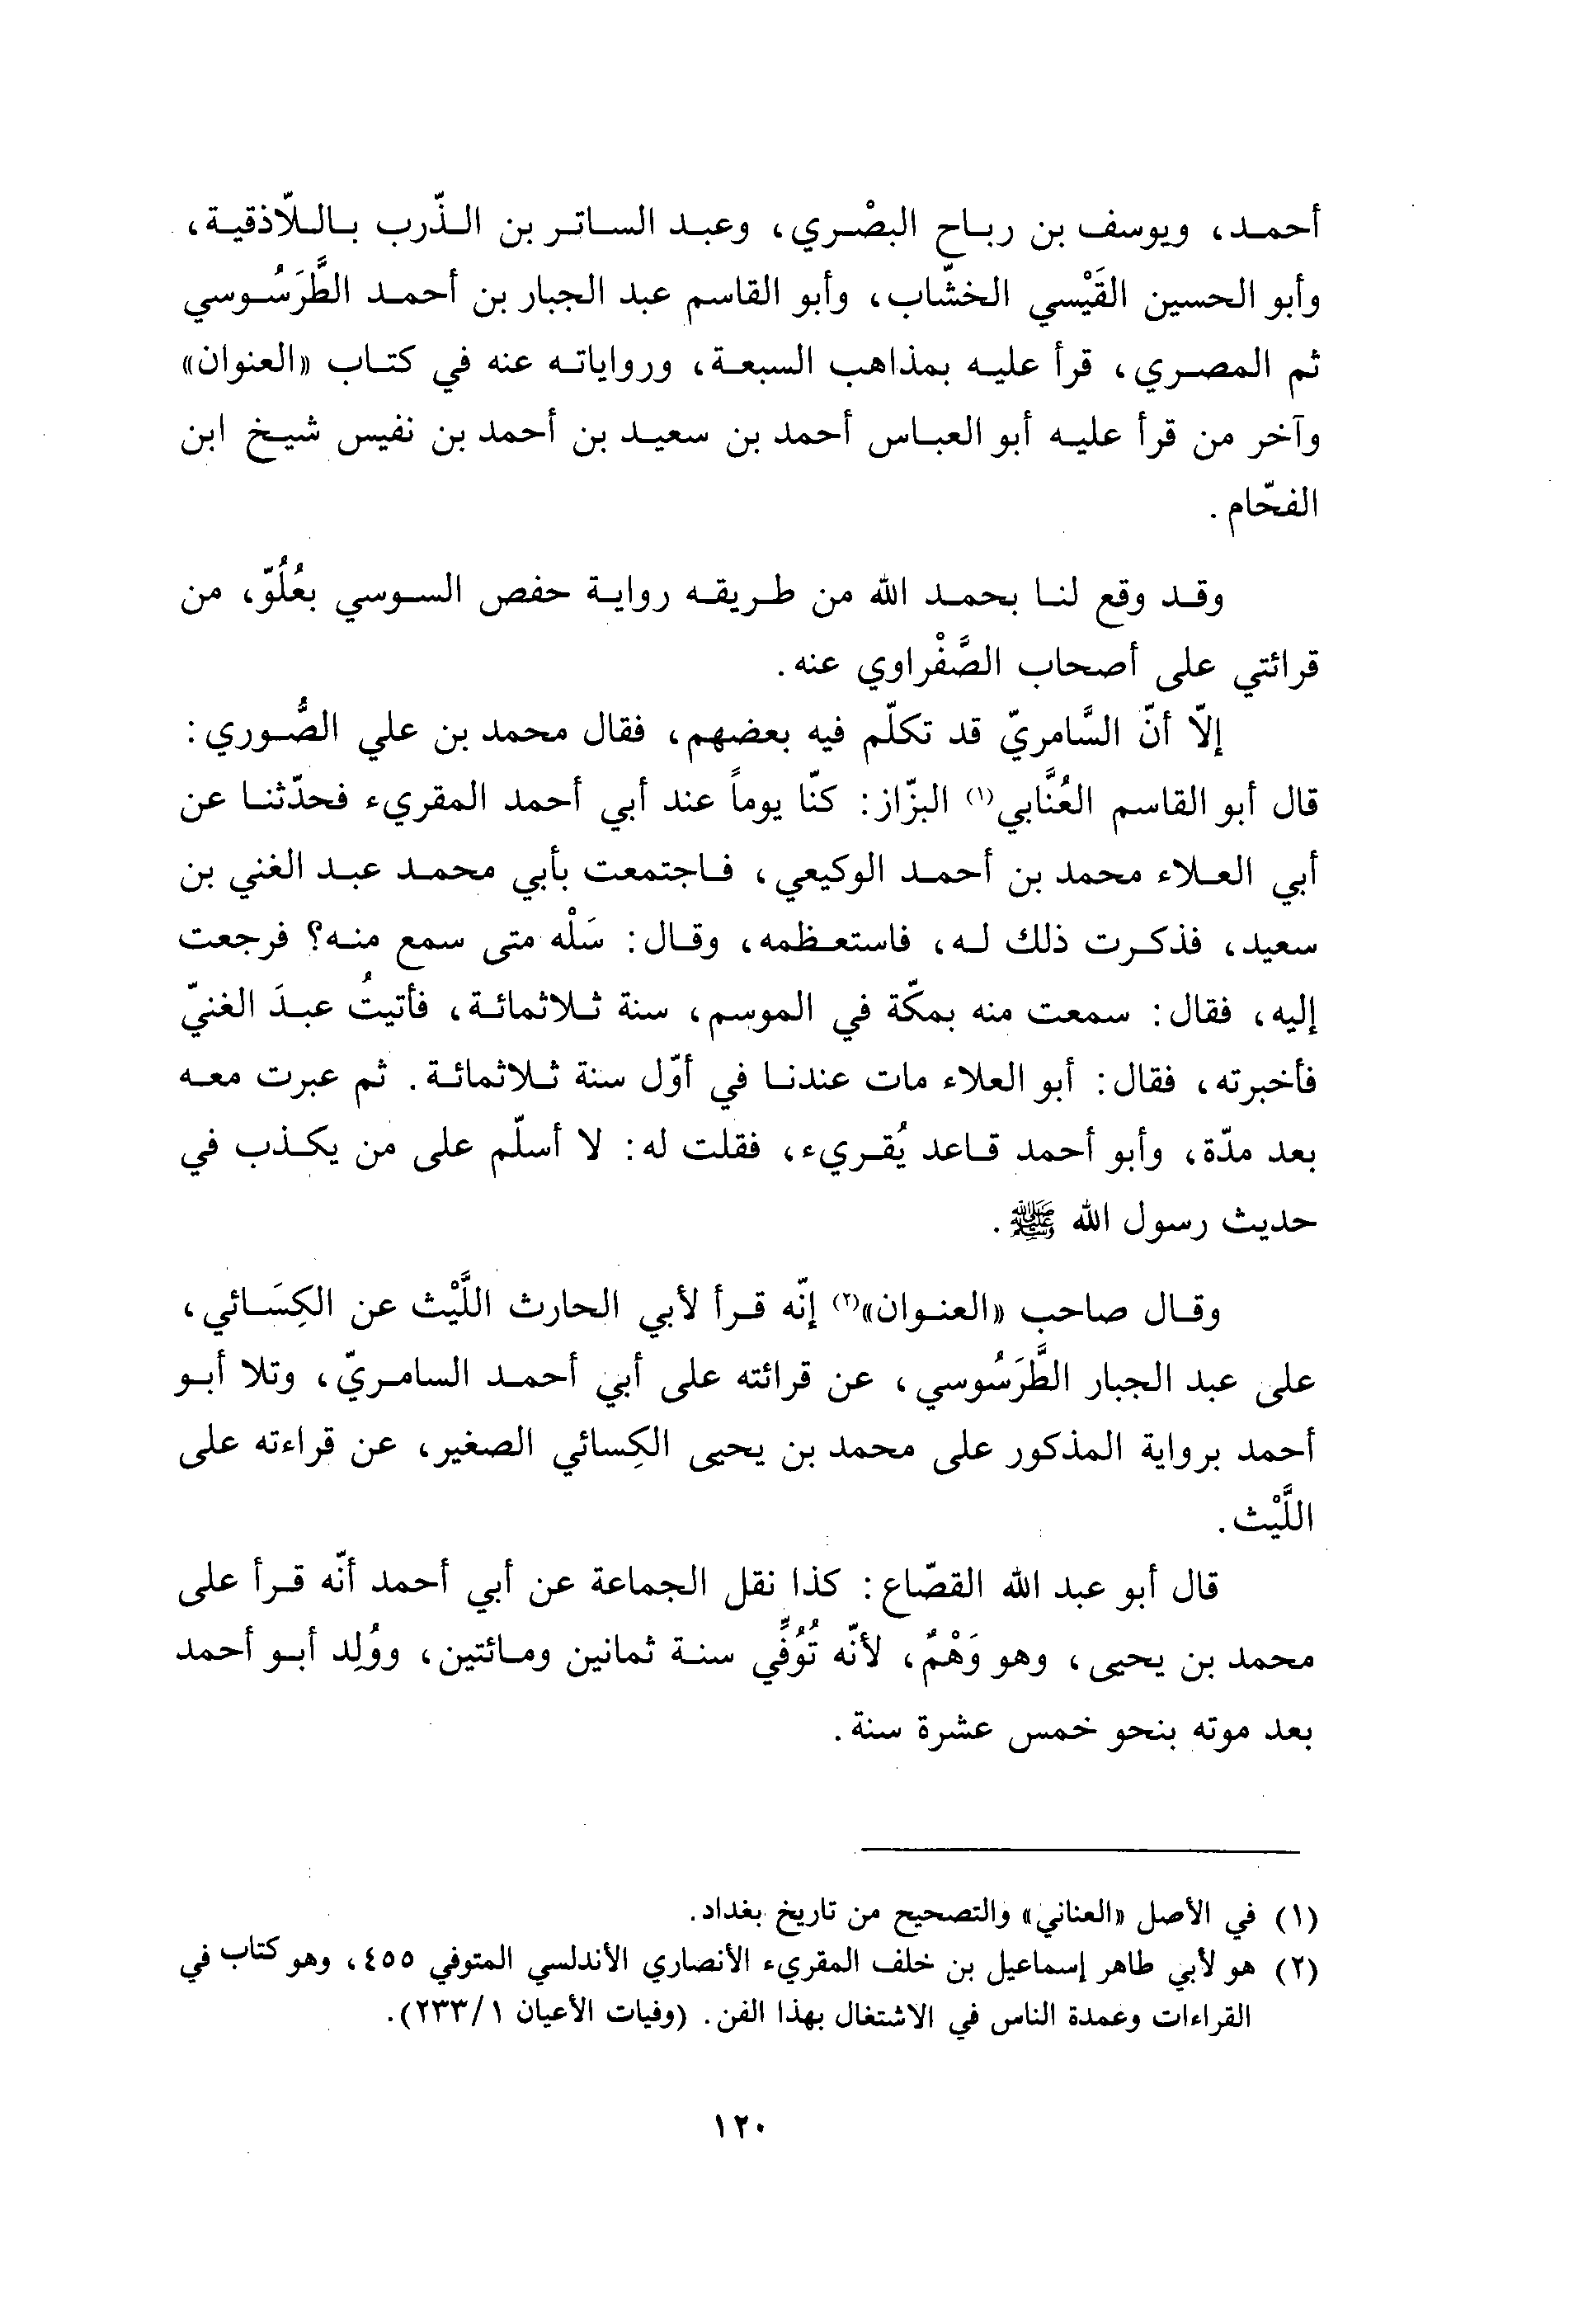 أحمد، ويوسف بن رباح البصْري، وعبد الساتر بن الذّرب باللّاذقية،
وأبو الحسين القَيْسي الخشّاب، وأبو القاسم عبد الجبار بن أحمد الطَّرَسُوسي
ثم المصري، قرأ عليه بمذاهب السبعة، ورواياته عنه في كتاب «العنوان»
وآخر من قرأ عليه أبو العباس أحمد بن سعيد بن أحمد بن نفيس شيخ ابن
الفحّام.
وقد وقع لنا بحمد الله من طريقه رواية حفص السوسي بعُلُوّ، من
قرائتي على أصحاب الصَّفْراوي عنه.
إلّا أنّ السَّامريّ قد تكلّم فيه بعضهم، فقال محمد بن علي الصُّوري:
قال أبو القاسم العُنَّابي(١) البزّاز: كنّا يوماً عند أبي أحمد المقريء فحدّثنا عن
أبي العلاء محمد بن أحمد الوكيعي، فاجتمعت بأبي محمد عبد الغني بن
سعيد، فذكرت ذلك له، فاستعظمه، وقال: سَلْه متى سمع منه؟ فرجعت
إليه، فقال: سمعت منه بمكّة في الموسم، سنة ثلاثمائة، فأتيتُ عبدَ الغنيّ
فأخبرته، فقال: أبو العلاء مات عندنا في أوّل سنة ثلاثمائة. ثم عبرت معه
بعد مدّة، وأبو أحمد قاعد يُقريء، فقلت له: لا أسلّم على من يكذب في
حديث رسول الله ﷺ.
وقال صاحب «العنوان»(٢) إنّه قرأ لأبي الحارث اللَّيْث عن الكِسَائي،
على عبد الجبار الطَّرَسُوسي، عن قرائته على أبي أحمد السامريّ، وتلا أبو
أحمد برواية المذكور على محمد بن يحيى الكِسائي الصغير، عن قراءته على
اللَّيْث.
قال أبو عبد الله القصّاع: كذا نقل الجماعة عن أبي أحمد أنّه قرأ على
محمد بن يحيى، وهو وَهْمٌ، لأنّه تُوُفِّي سنة ثمانين ومائتين، ووُلِد أبو أحمد
بعد موته بنحو خمس عشرة سنة.
(١) في الأصل «العناني» والتصحيح من تاريخ بغداد.
(٢) هو لأبي طاهر إسماعيل بن خلف المقريء الأنصاري الأندلسي المتوفي ٤٥٥، وهو كتاب في
القراءات وعمدة الناس في الاشتغال بهذا الفن. (وفيات الأعيان ١/٢٣٣).
١٢٠